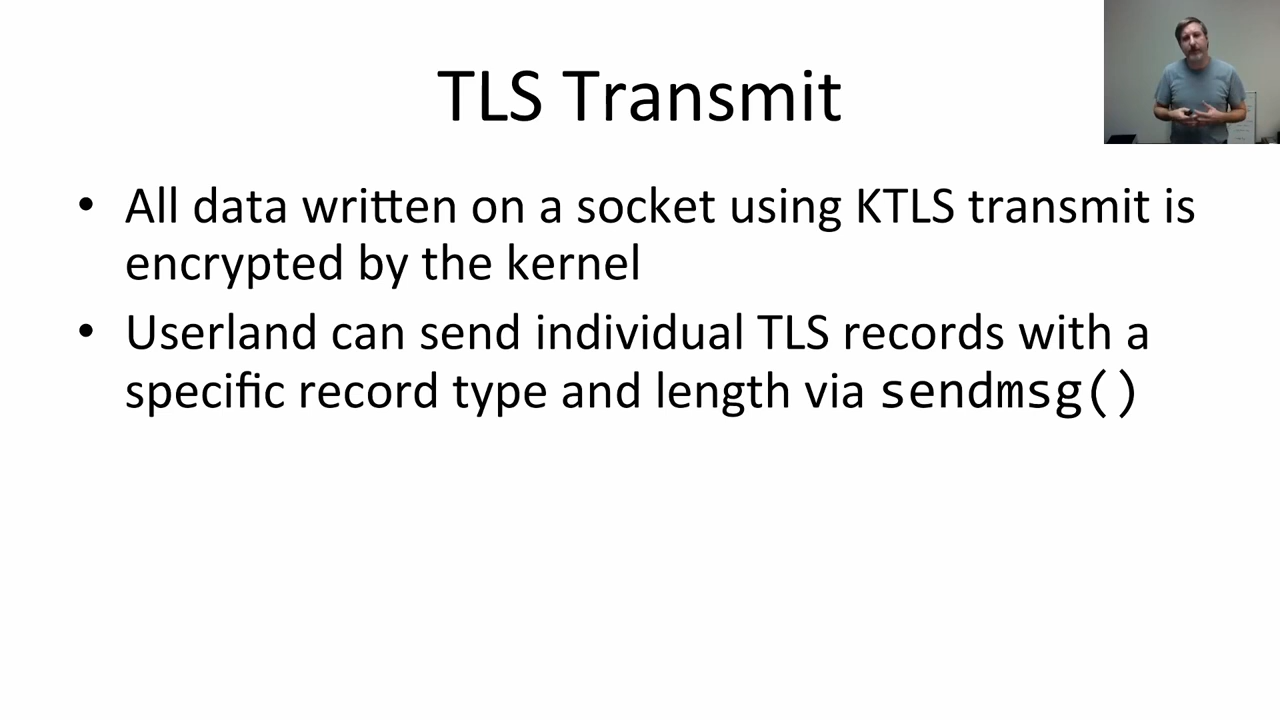 TLS Transmit
• All data written on a socket using KTLS transmit is
encrypted by the kernel
• Userland can send individual TLS records with a
specific record type and length via sendmsg()